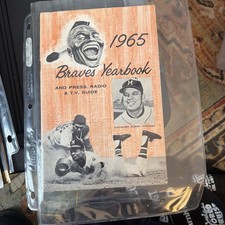 1965
Braves Yearbook
AND PRESS, RADIO
& T.V. GUIDE
M